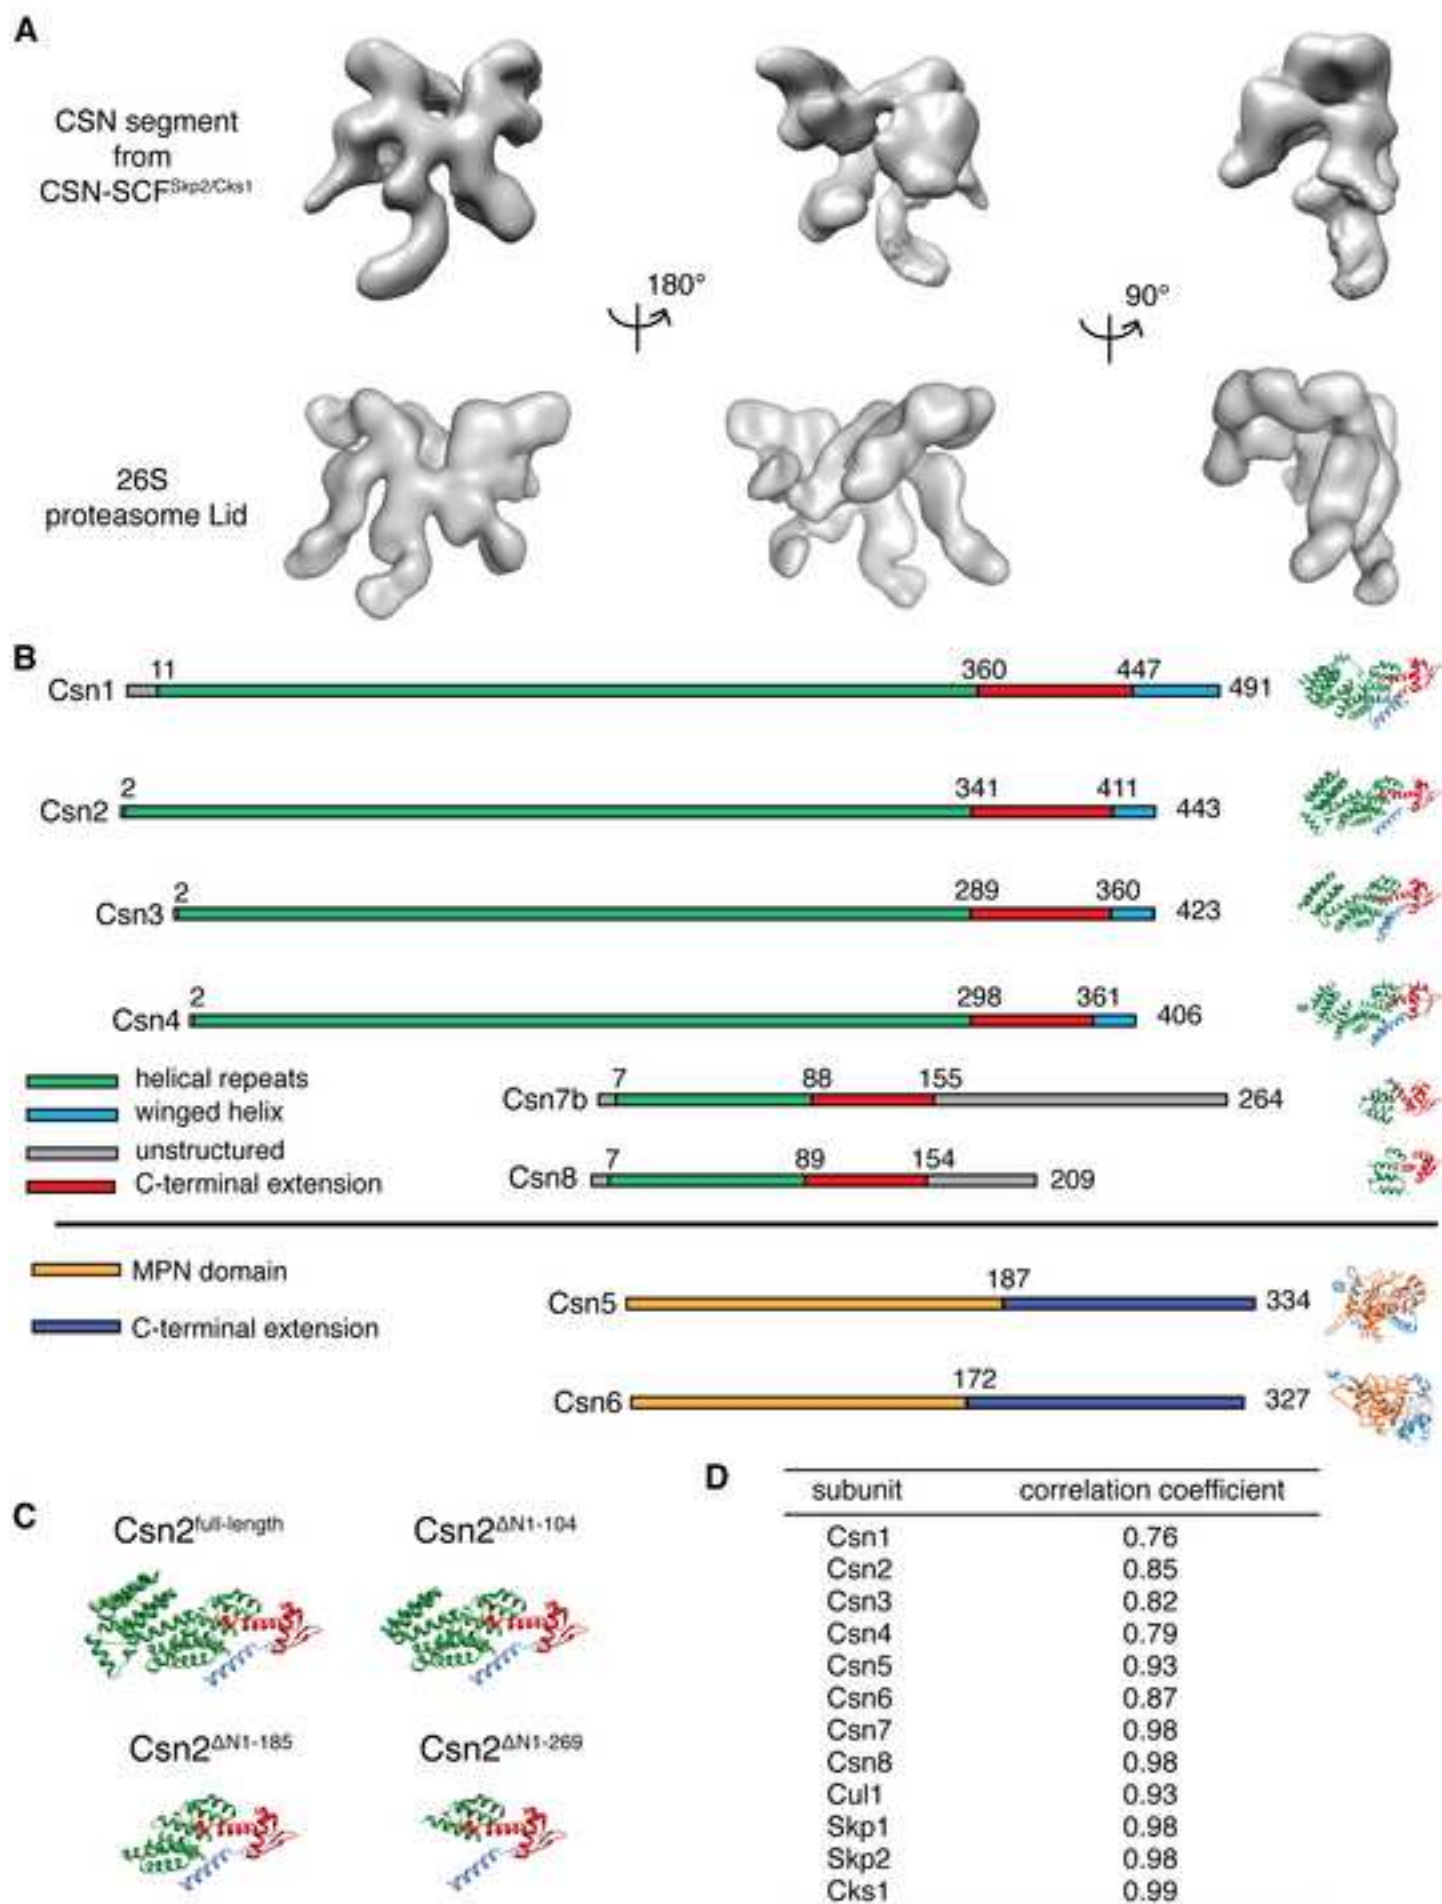 A
CSN segment
from
CSN-SCF^Skp2/Cks1
180°
90°
26S
proteasome Lid
B
11 360 447
Csn1 491
2 341 411
Csn2 443
2 289 360
Csn3 423
2 298 361
Csn4 406
helical repeats
winged helix
unstructured
C-terminal extension
7 88 155
Csn7b 264
7 89 154
Csn8 209
MPN domain
C-terminal extension
187
Csn5 334
172
Csn6 327
C
Csn2^full-length Csn2^ΔN1-104
Csn2^ΔN1-185 Csn2^ΔN1-269
D
subunit correlation coefficient
Csn1 0.76
Csn2 0.85
Csn3 0.82
Csn4 0.79
Csn5 0.93
Csn6 0.87
Csn7 0.98
Csn8 0.98
Cul1 0.93
Skp1 0.98
Skp2 0.98
Cks1 0.99